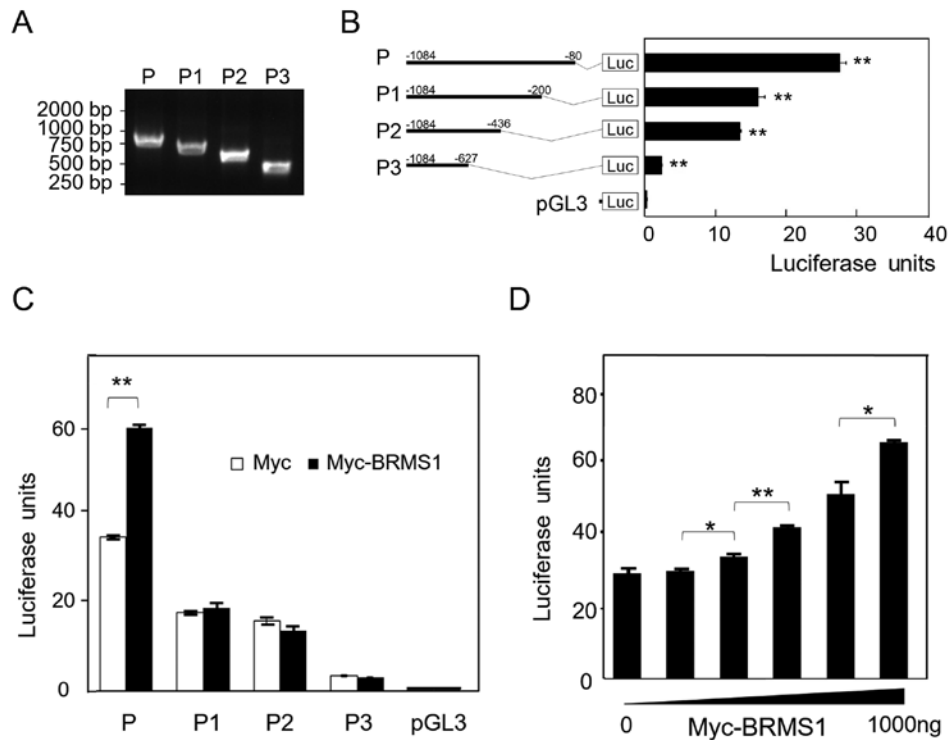 A
P P1 P2 P3
2000 bp
1000 bp
750 bp
500 bp
250 bp
B
P -1084 -80 Luc **
P1 -1084 -200 Luc **
P2 -1084 -436 Luc **
P3 -1084 -627 Luc **
pGL3 Luc
0 10 20 30 40
Luciferase units
C
Luciferase units
60
40
20
0
**
Myc Myc-BRMS1
P P1 P2 P3 pGL3
D
Luciferase units
80
60
40
20
0
* ** *
0 Myc-BRMS1 1000ng